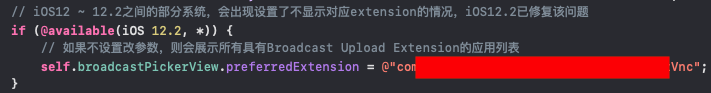 // iOS12 ~ 12.2之间的部分系统，会出现设置了不显示对应extension的情况，iOS12.2已修复该问题
if (@available(iOS 12.2, *)) {
// 如果不设置改参数，则会展示所有具有Broadcast Upload Extension的应用列表
self.broadcastPickerView.preferredExtension = @"com Vnc";
}